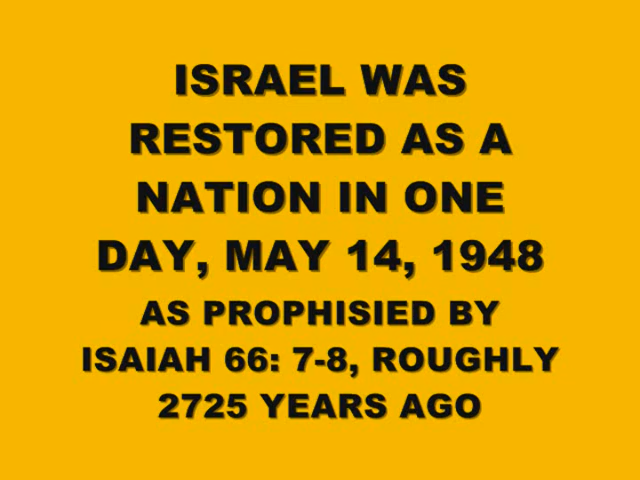 ISRAEL WAS
RESTORED AS A
NATION IN ONE
DAY, MAY 14, 1948
AS PROPHISIED BY
ISAIAH 66: 7-8, ROUGHLY
2725 YEARS AGO